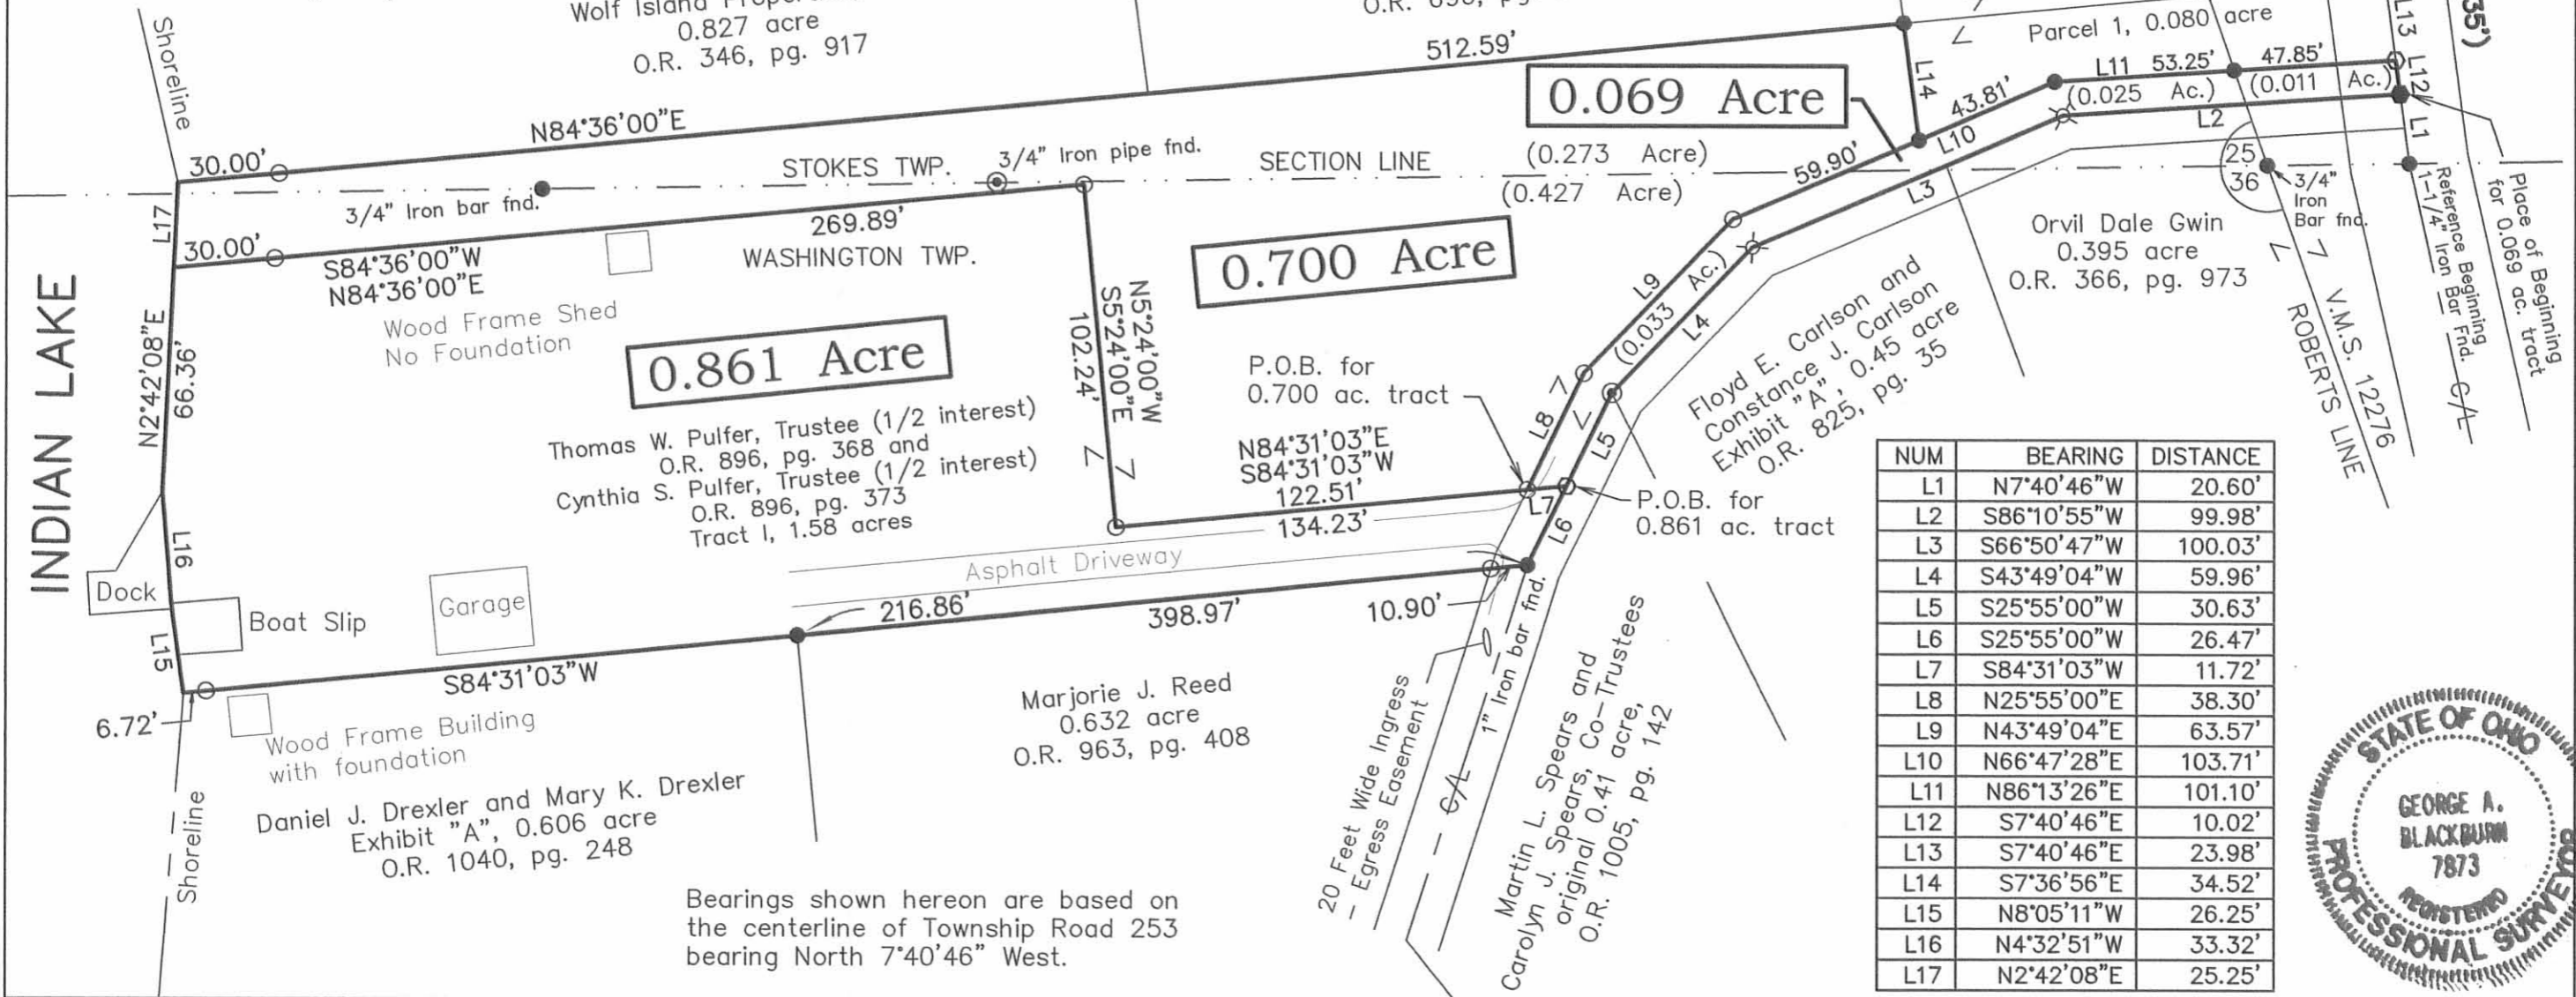 Wolf Island
0.827 acre
O.R. 346, pg. 917
Shoreline
512.59'
35')
L13
Parcel 1, 0.080 acre
L14
L11 53.25' 47.85'
L12
(0.025 Ac.) (0.011 Ac.)
43.81'
L10
L2
L1
0.069 Acre
N84°36'00"E
30.00'
STOKES TWP.
3/4" Iron pipe fnd.
SECTION LINE
(0.273 Acre)
(0.427 Acre)
59.90'
L3
25
36
3/4"
Iron
Bar fnd.
Reference Beginning
1-1/4" Iron Bar Fnd.
Place of Beginning
for 0.069 ac. tract
L17
3/4" Iron bar fnd.
269.89'
30.00'
S84°36'00"W
N84°36'00"E
WASHINGTON TWP.
0.700 Acre
Orvil Dale Gwin
0.395 acre
O.R. 366, pg. 973
V.M.S. 12276
ROBERTS LINE
C/L
INDIAN LAKE
N2°42'08"E
66.36'
Wood Frame Shed
No Foundation
0.861 Acre
N5°24'00"W
S5°24'00"E
102.24'
L9
(0.033 Ac.)
L4
Floyd E. Carlson and
Constance J. Carlson
Exhibit "A", 0.45 acre
O.R. 825, pg. 35
P.O.B. for
0.700 ac. tract
L8
L5
Thomas W. Pulfer, Trustee (1/2 interest)
O.R. 896, pg. 368 and
Cynthia S. Pulfer, Trustee (1/2 interest)
O.R. 896, pg. 373
Tract I, 1.58 acres
N84°31'03"E
S84°31'03"W
122.51'
L7
134.23'
L6
P.O.B. for
0.861 ac. tract
L16
Dock
Boat Slip
Garage
Asphalt Driveway
216.86'
398.97'
10.90'
L15
S84°31'03"W
6.72'
Wood Frame Building
with foundation
Shoreline
Daniel J. Drexler and Mary K. Drexler
Exhibit "A", 0.606 acre
O.R. 1040, pg. 248
Marjorie J. Reed
0.632 acre
O.R. 963, pg. 408
20 Feet Wide Ingress
Egress Easement
C/L
1" Iron bar fnd.
Martin L. Spears and
Carolyn J. Spears, Co-Trustees
original 0.41 acre,
O.R. 1005, pg. 142
Bearings shown hereon are based on
the centerline of Township Road 253
bearing North 7°40'46" West.
NUM BEARING DISTANCE
L1 N7°40'46"W 20.60'
L2 S86°10'55"W 99.98'
L3 S66°50'47"W 100.03'
L4 S43°49'04"W 59.96'
L5 S25°55'00"W 30.63'
L6 S25°55'00"W 26.47'
L7 S84°31'03"W 11.72'
L8 N25°55'00"E 38.30'
L9 N43°49'04"E 63.57'
L10 N66°47'28"E 103.71'
L11 N86°13'26"E 101.10'
L12 S7°40'46"E 10.02'
L13 S7°40'46"E 23.98'
L14 S7°36'56"E 34.52'
L15 N8°05'11"W 26.25'
L16 N4°32'51"W 33.32'
L17 N2°42'08"E 25.25'
STATE OF OHIO
GEORGE A.
BLACKBURN
7873
REGISTERED
PROFESSIONAL SURVEYOR